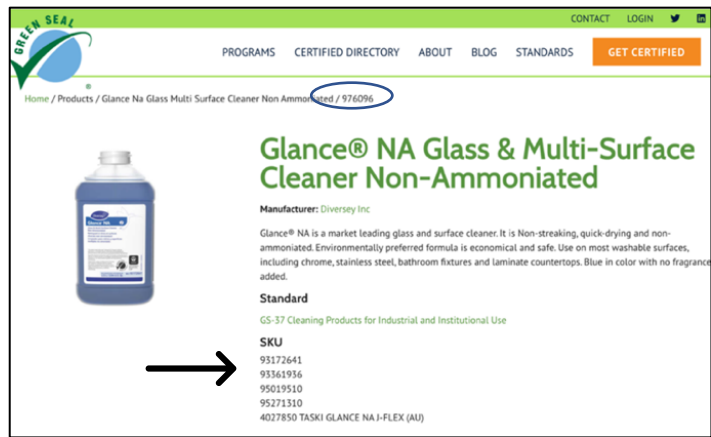 GREEN SEAL
®
CONTACT LOGIN
PROGRAMS CERTIFIED DIRECTORY ABOUT BLOG STANDARDS GET CERTIFIED
Home / Products / Glance Na Glass Multi Surface Cleaner Non Ammoniated / 976096
Glance® NA Glass & Multi-Surface
Cleaner Non-Ammoniated
Manufacturer: Diversey Inc
Glance® NA is a market leading glass and surface cleaner. It is Non-streaking, quick-drying and non-
ammoniated. Environmentally preferred formula is economical and safe. Use on most washable surfaces,
including chrome, stainless steel, bathroom fixtures and laminate countertops. Blue in color with no fragrance
added.
Standard
GS-37 Cleaning Products for Industrial and Institutional Use
SKU
93172641
93361936
95019510
95271310
4027850 TASKI GLANCE NA J-FLEX (AU)
Diversey
Glance NA